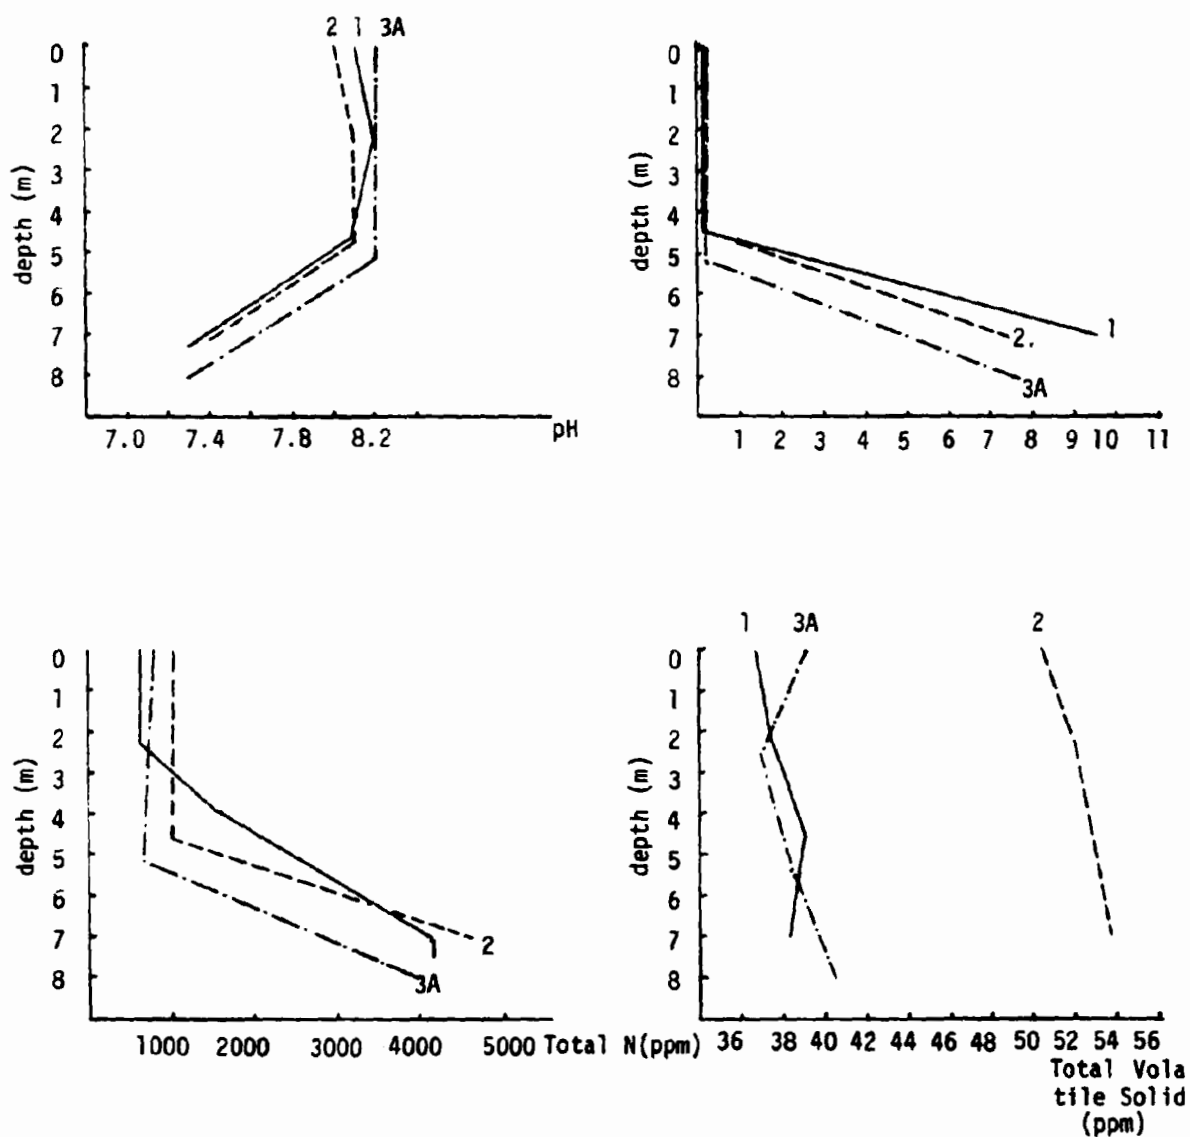 2 1 3A
0
1
2
3
4
5
6
7
8
depth (m)
7.0 7.4 7.8 8.2 pH
0
1
2
3
4
5
6
7
8
depth (m)
1
2.
3A
1 2 3 4 5 6 7 8 9 10 11
0
1
2
3
4
5
6
7
8
depth (m)
2
3A
1000 2000 3000 4000 5000 Total N(ppm)
1 3A 2
0
1
2
3
4
5
6
7
8
depth (m)
36 38 40 42 44 46 48 50 52 54 56
Total Vola
tile Solid
(ppm)